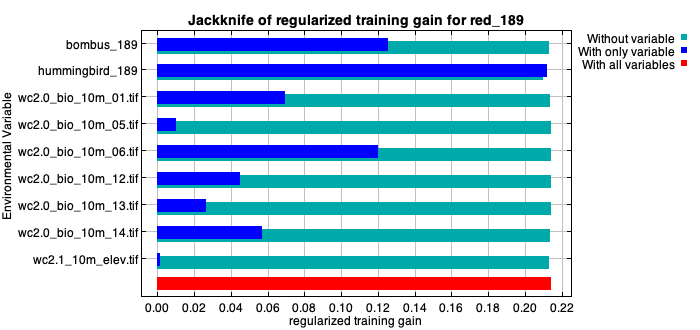 Jackknife of regularized training gain for red_189
Without variable
With only variable
With all variables
Environmental Variable
bombus_189
hummingbird_189
wc2.0_bio_10m_01.tif
wc2.0_bio_10m_05.tif
wc2.0_bio_10m_06.tif
wc2.0_bio_10m_12.tif
wc2.0_bio_10m_13.tif
wc2.0_bio_10m_14.tif
wc2.1_10m_elev.tif
0.00 0.02 0.04 0.06 0.08 0.10 0.12 0.14 0.16 0.18 0.20 0.22
regularized training gain